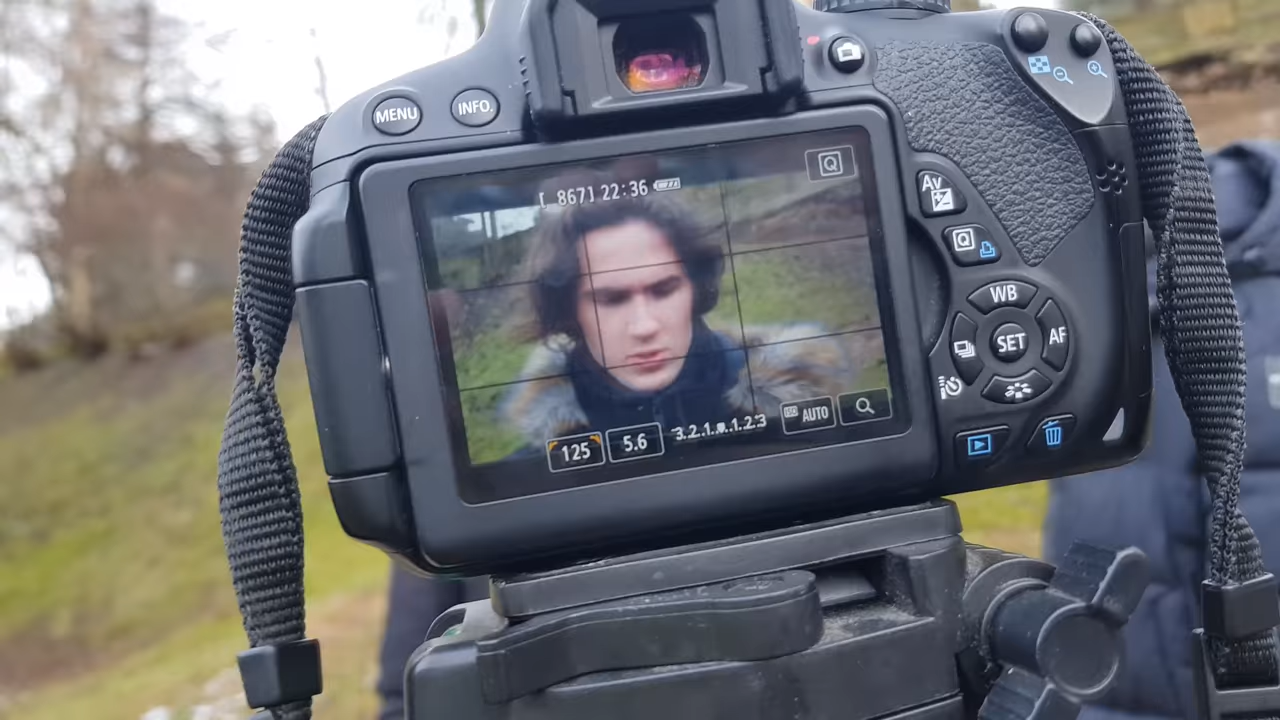 MENU
INFO.
Q
[ 867] 22:36
Av
Q
WB
SET
AF
125
5.6
3..2..1..▪..1..2..3
ISO AUTO